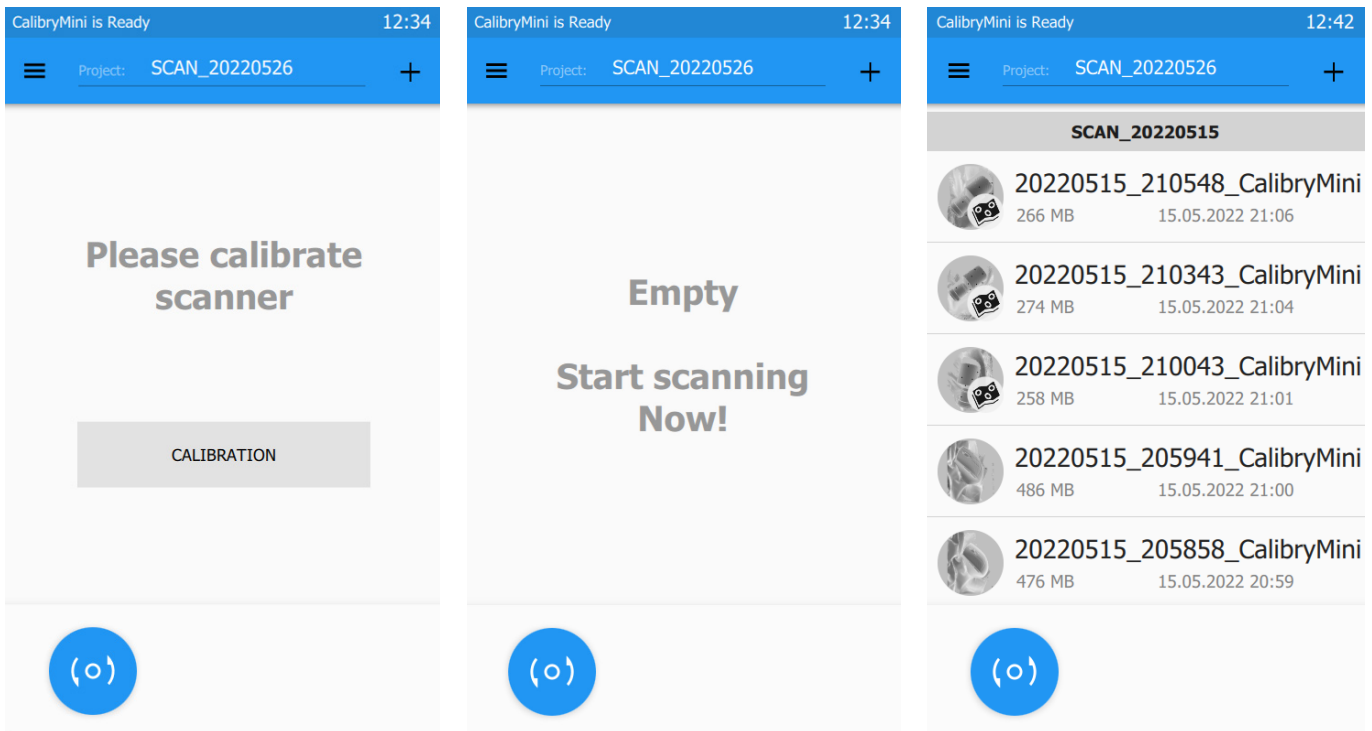 CalibryMini is Ready 12:34
Project: SCAN_20220526
Please calibrate
scanner
CALIBRATION
CalibryMini is Ready 12:34
Project: SCAN_20220526
Empty
Start scanning
Now!
CalibryMini is Ready 12:42
Project: SCAN_20220526
SCAN_20220515
20220515_210548_CalibryMini
266 MB 15.05.2022 21:06
20220515_210343_CalibryMini
274 MB 15.05.2022 21:04
20220515_210043_CalibryMini
258 MB 15.05.2022 21:01
20220515_205941_CalibryMini
486 MB 15.05.2022 21:00
20220515_205858_CalibryMini
476 MB 15.05.2022 20:59